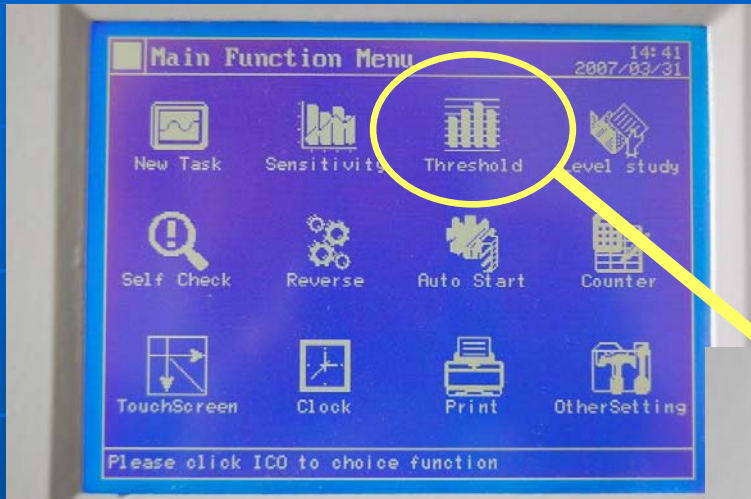 Main Function Menu
14:41
2007/03/31
New Task
Sensitivity
Threshold
Level study
Self Check
Reverse
Auto Start
Counter
TouchScreen
Clock
Print
OtherSetting
Please click ICO to choice function